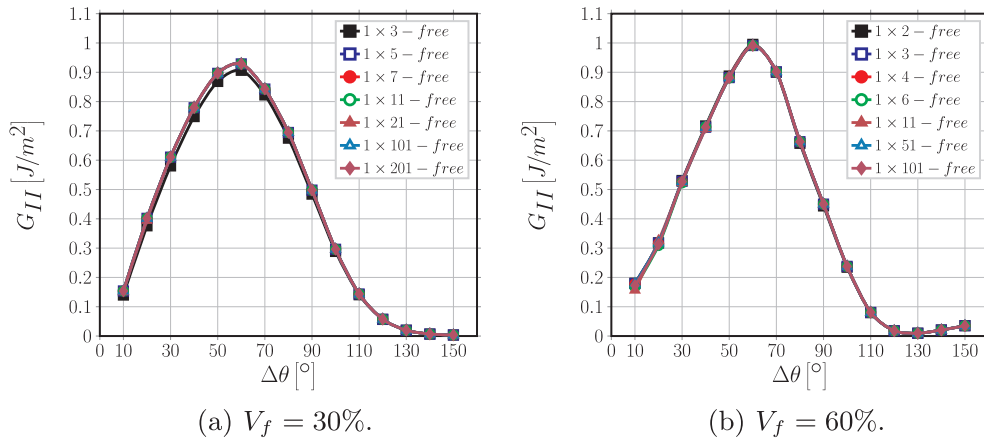 1.1
1
0.9
0.8
0.7
0.6
0.5
0.4
0.3
0.2
0.1
0
G_{II} [J/m^2]
1 × 3 − free
1 × 5 − free
1 × 7 − free
1 × 11 − free
1 × 21 − free
1 × 101 − free
1 × 201 − free
0 10 30 50 70 90 110 130 150
Δθ [°]
(a) V_f = 30%.
1.1
1
0.9
0.8
0.7
0.6
0.5
0.4
0.3
0.2
0.1
0
G_{II} [J/m^2]
1 × 2 − free
1 × 3 − free
1 × 4 − free
1 × 6 − free
1 × 11 − free
1 × 51 − free
1 × 101 − free
0 10 30 50 70 90 110 130 150
Δθ [°]
(b) V_f = 60%.